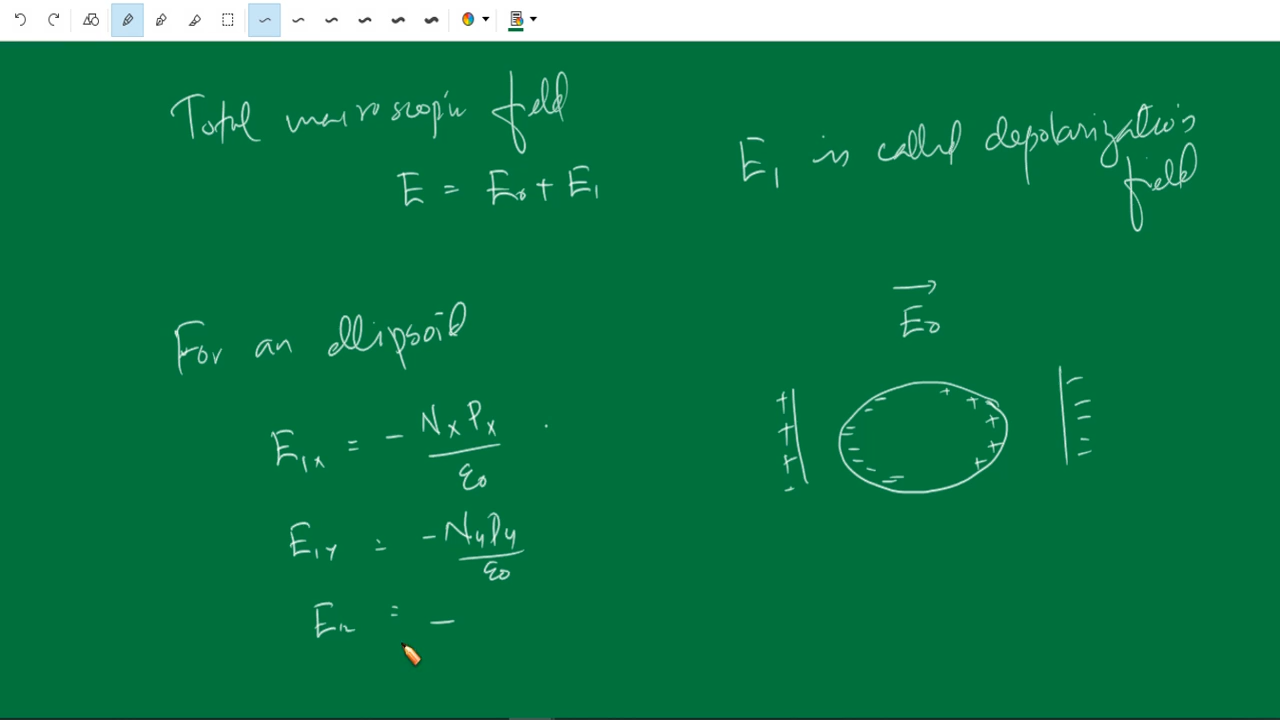 Total macroscopic field
E = E₀ + E₁
E₁ is called depolarization
field
E₀
For an ellipsoid
E₁ₓ = - NₓPₓ / ε₀
E₁y = - NyPy / ε₀
E₁z = -